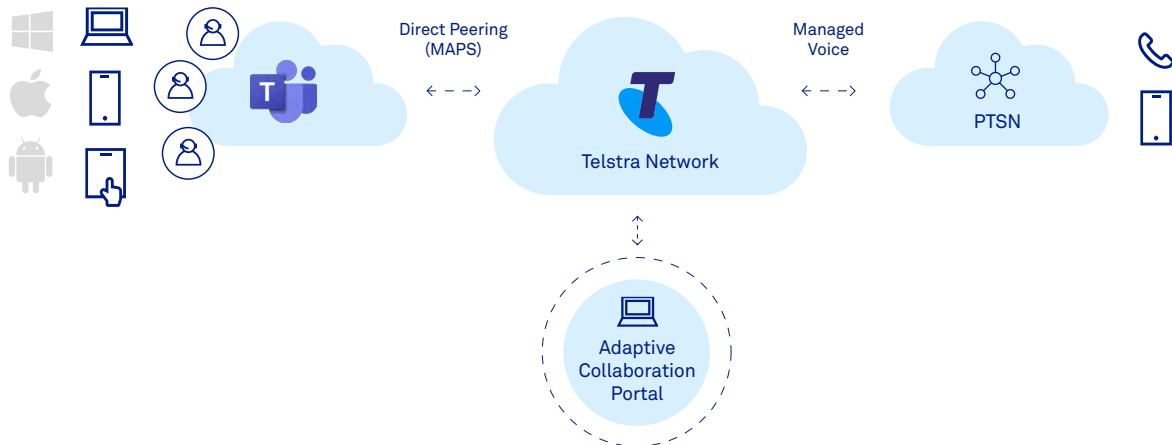 Direct Peering
(MAPS)
Managed
Voice
T
T
Telstra Network
PTSN
Adaptive
Collaboration
Portal